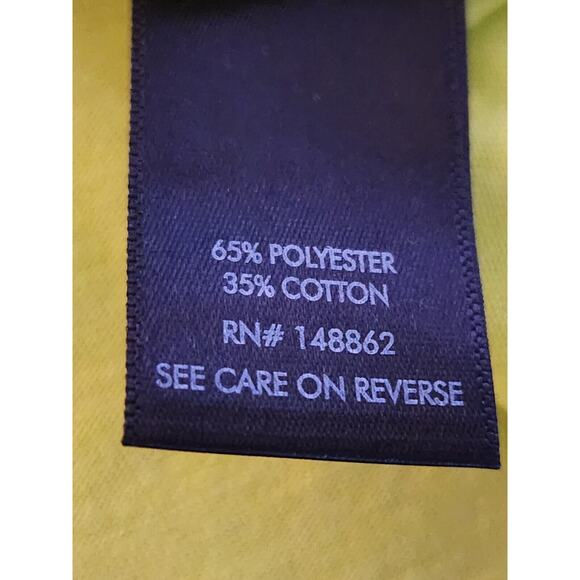 65% POLYESTER
35% COTTON
RN# 148862
SEE CARE ON REVERSE